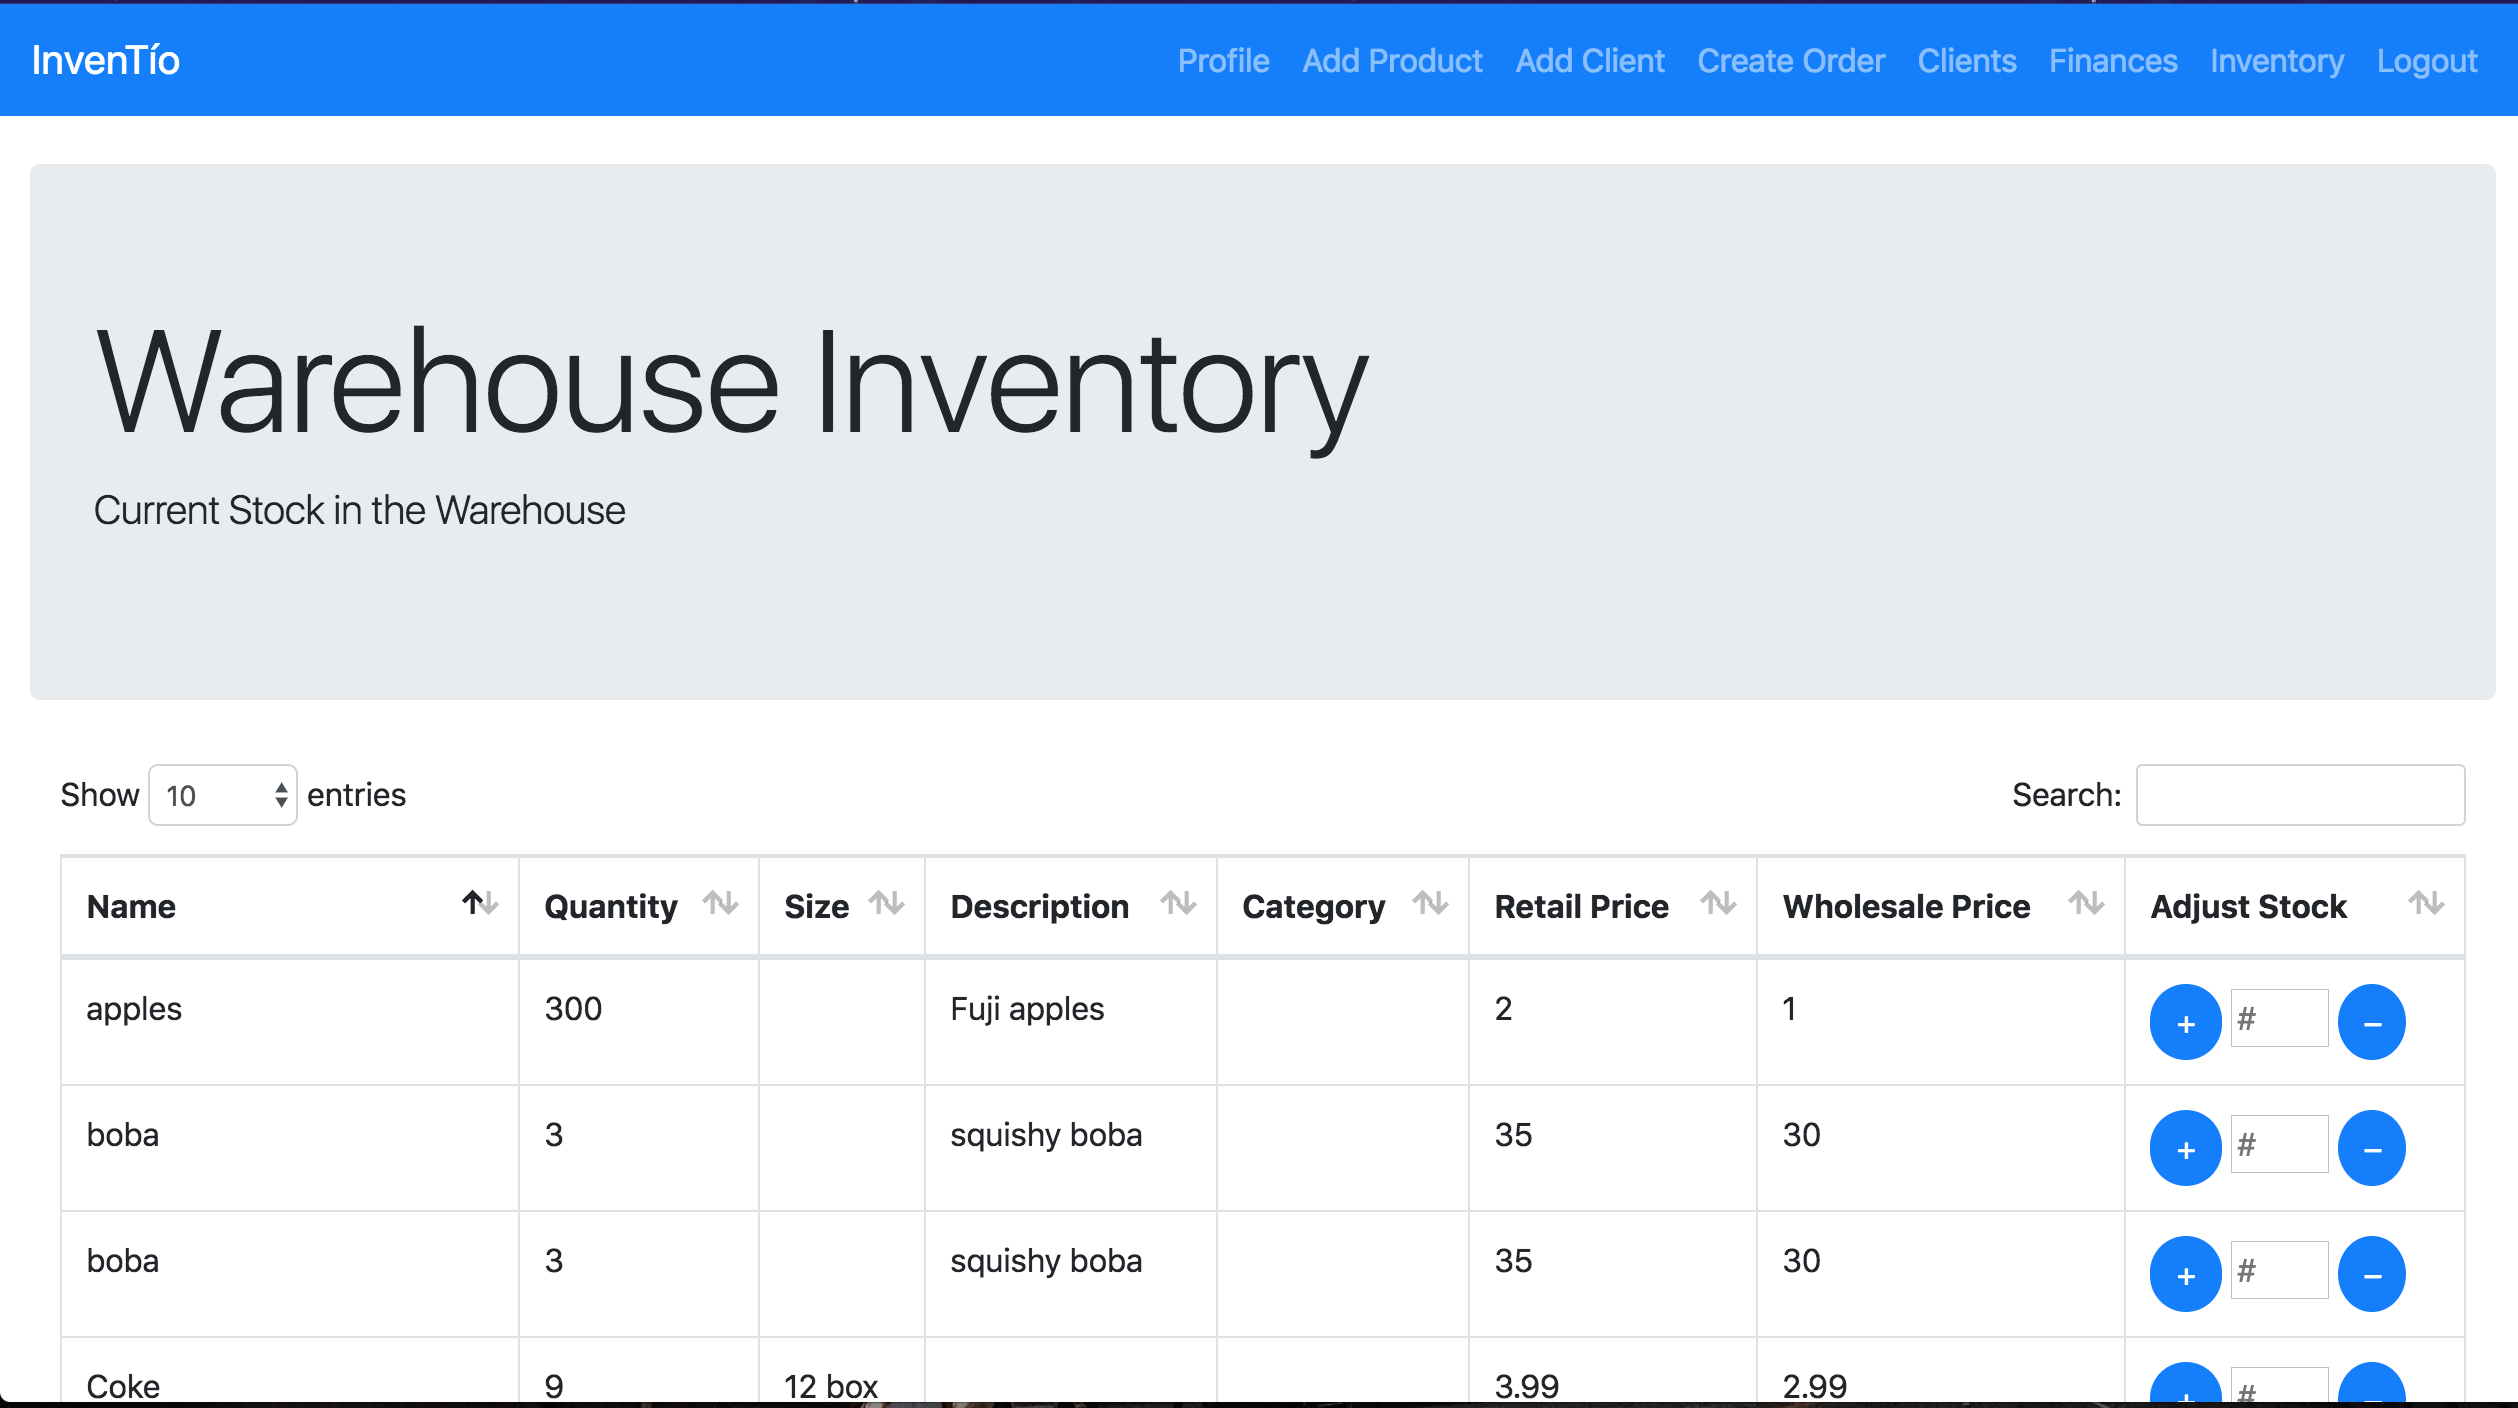 InvenTío Profile Add Product Add Client Create Order Clients Finances Inventory Logout
Warehouse Inventory
Current Stock in the Warehouse
Show 10 entries Search:
Name Quantity Size Description Category Retail Price Wholesale Price Adjust Stock
apples 300 Fuji apples 2 1 + # −
boba 3 squishy boba 35 30 + # −
boba 3 squishy boba 35 30 + # −
Coke 9 12 box 3.99 2.99 + # −